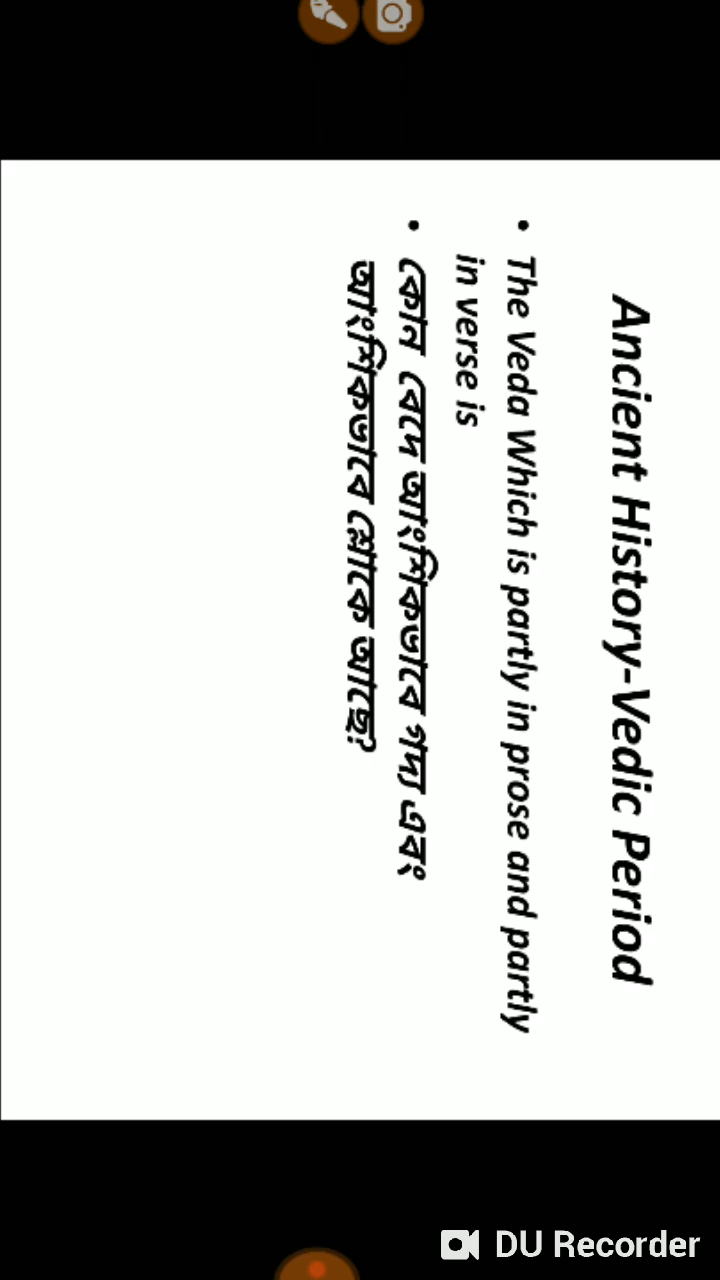 Ancient History-Vedic Period
• The Veda Which is partly in prose and partly
in verse is
• কোন বেদে আংশিকভাবে গদ্য এবং
আংশিকভাবে শ্লোকে আছে?
DU Recorder